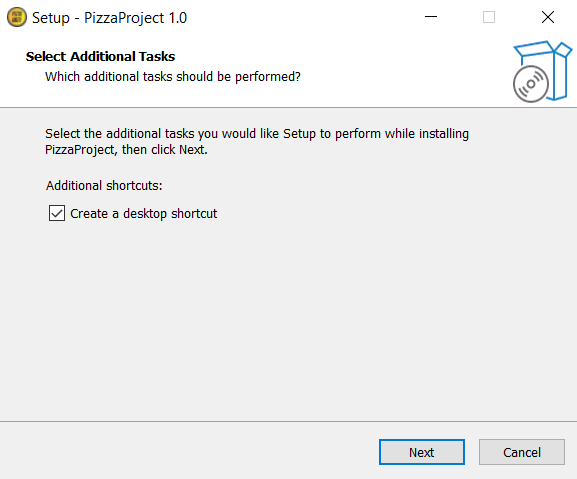 Setup - PizzaProject 1.0
Select Additional Tasks
Which additional tasks should be performed?
Select the additional tasks you would like Setup to perform while installing
PizzaProject, then click Next.
Additional shortcuts:
Create a desktop shortcut
Next
Cancel